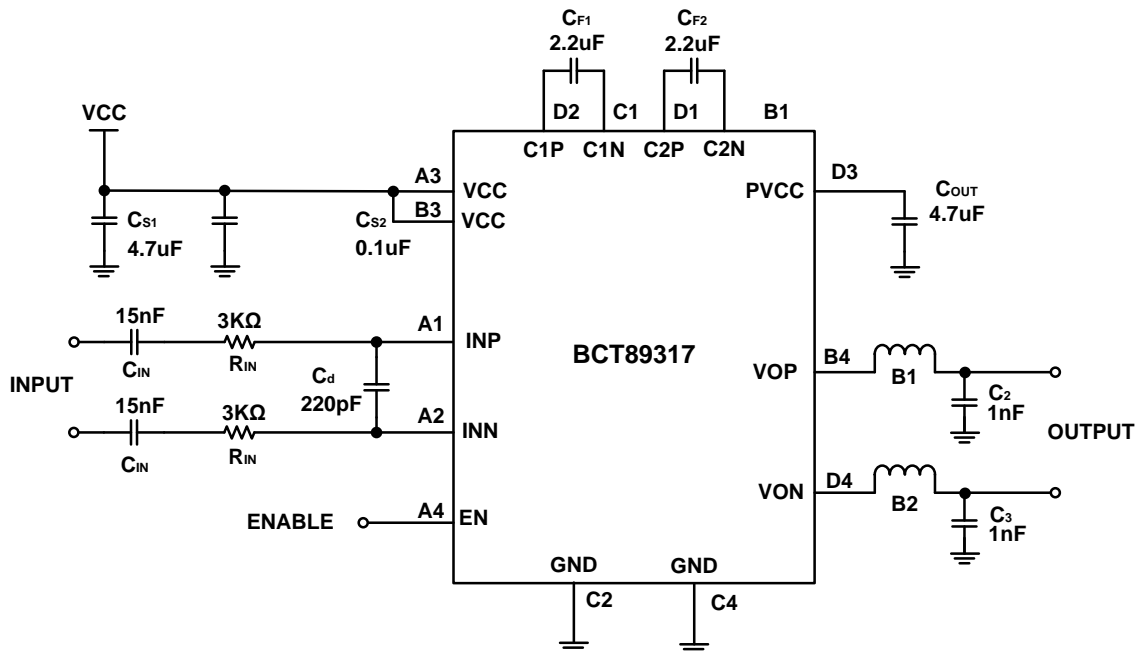 CF1
2.2uF
CF2
2.2uF
D2
C1
D1
B1
C1P
C1N
C2P
C2N
VCC
A3
VCC
B3
VCC
CS1
4.7uF
CS2
0.1uF
D3
PVCC
COUT
4.7uF
15nF
CIN
3KΩ
RIN
A1
INP
INPUT
Cd
220pF
BCT89317
15nF
CIN
3KΩ
RIN
A2
INN
VOP
B4
B1
C2
1nF
OUTPUT
VON
D4
B2
C3
1nF
ENABLE
A4
EN
GND
GND
C2
C4